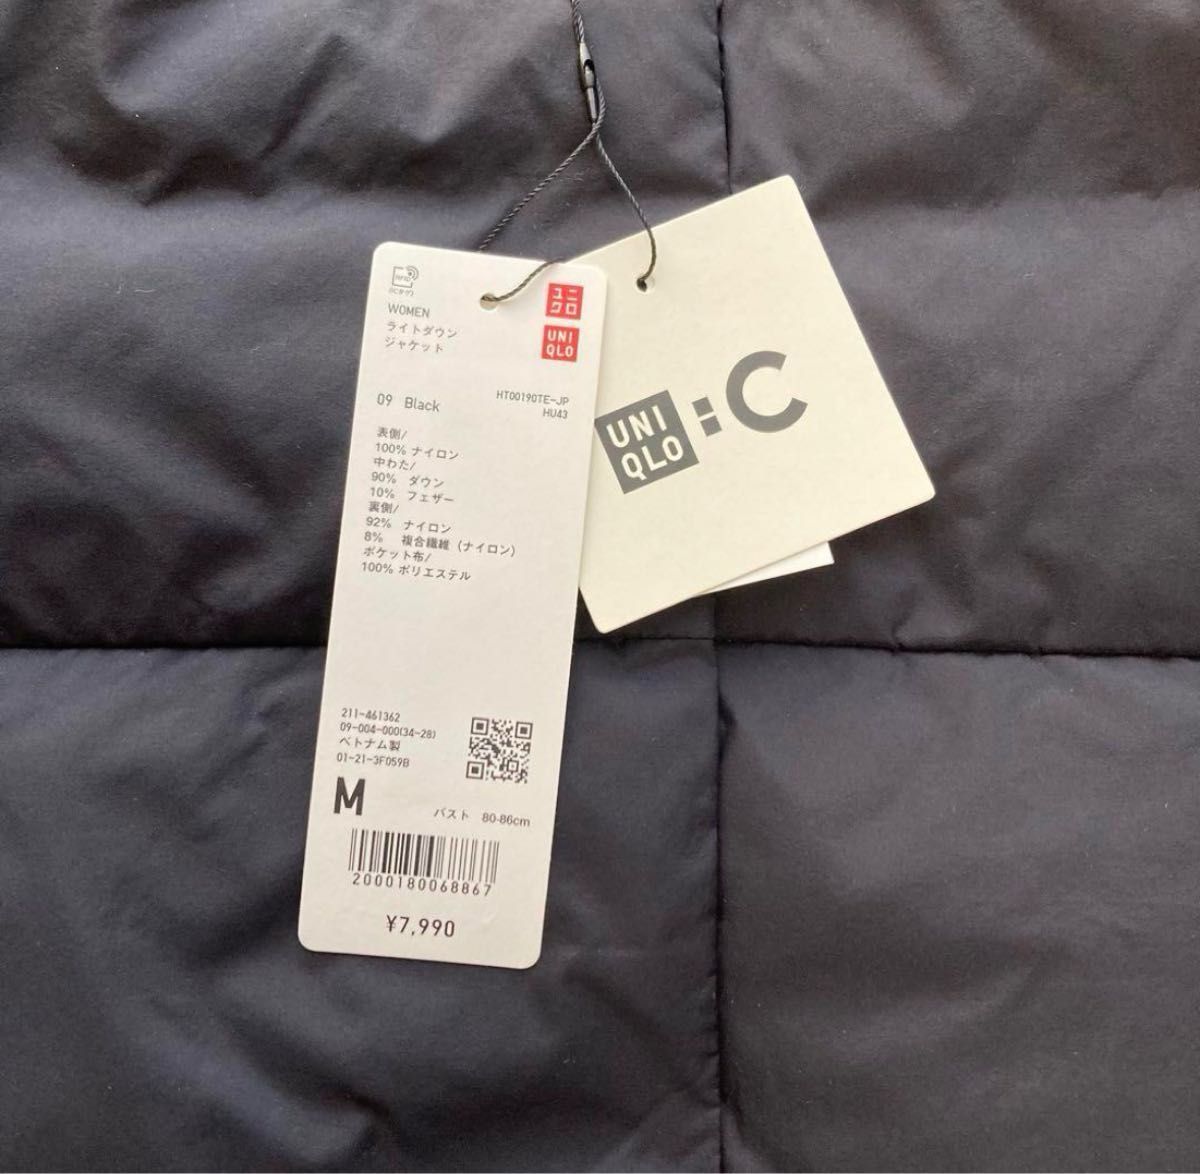 RFID
(ICタグ)
WOMEN
ライトダウン
ジャケット
ユニ
クロ
UNI
QLO
09 Black
HT00190TE-JP
HU43
表側/
100% ナイロン
中わた/
90% ダウン
10% フェザー
裏側/
92% ナイロン
8% 複合繊維 (ナイロン)
ポケット布/
100% ポリエステル
211-461362
09-004-000(34-28)
ベトナム製
01-21-3F059B
M
バスト 80-86cm
2000180068867
¥7,990
UNI
QLO
:C